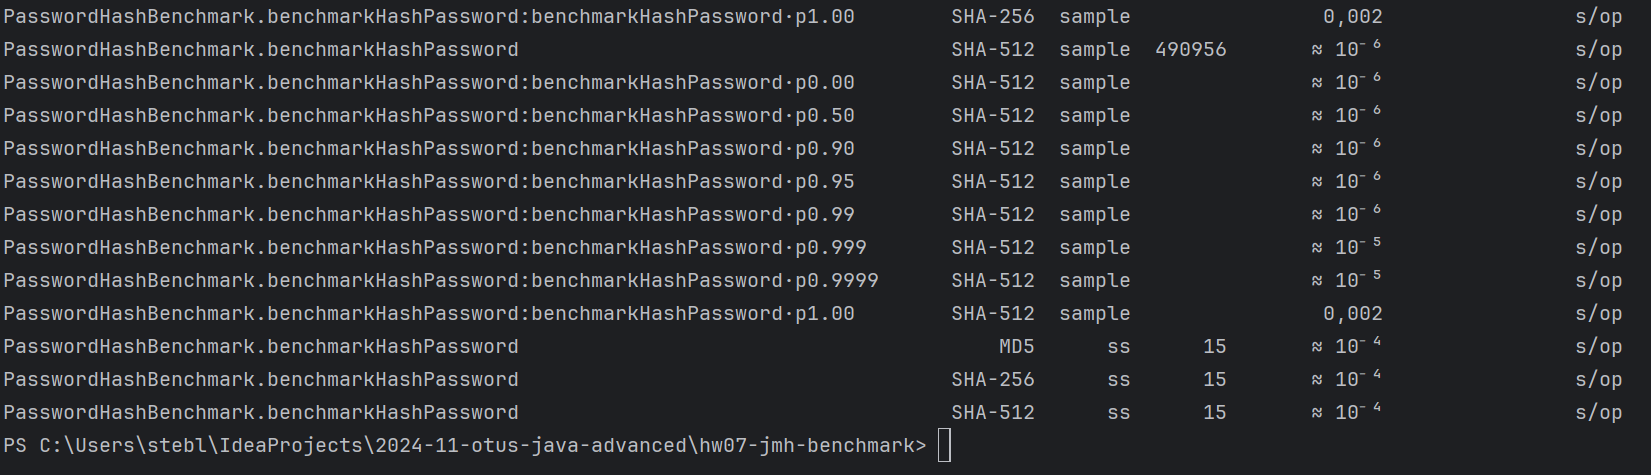 PasswordHashBenchmark.benchmarkHashPassword:benchmarkHashPassword·p1.00 SHA-256 sample 0,002 s/op
PasswordHashBenchmark.benchmarkHashPassword SHA-512 sample 490956 ≈ 10⁻⁶ s/op
PasswordHashBenchmark.benchmarkHashPassword:benchmarkHashPassword·p0.00 SHA-512 sample ≈ 10⁻⁶ s/op
PasswordHashBenchmark.benchmarkHashPassword:benchmarkHashPassword·p0.50 SHA-512 sample ≈ 10⁻⁶ s/op
PasswordHashBenchmark.benchmarkHashPassword:benchmarkHashPassword·p0.90 SHA-512 sample ≈ 10⁻⁶ s/op
PasswordHashBenchmark.benchmarkHashPassword:benchmarkHashPassword·p0.95 SHA-512 sample ≈ 10⁻⁶ s/op
PasswordHashBenchmark.benchmarkHashPassword:benchmarkHashPassword·p0.99 SHA-512 sample ≈ 10⁻⁶ s/op
PasswordHashBenchmark.benchmarkHashPassword:benchmarkHashPassword·p0.999 SHA-512 sample ≈ 10⁻⁵ s/op
PasswordHashBenchmark.benchmarkHashPassword:benchmarkHashPassword·p0.9999 SHA-512 sample ≈ 10⁻⁵ s/op
PasswordHashBenchmark.benchmarkHashPassword:benchmarkHashPassword·p1.00 SHA-512 sample 0,002 s/op
PasswordHashBenchmark.benchmarkHashPassword MD5 ss 15 ≈ 10⁻⁴ s/op
PasswordHashBenchmark.benchmarkHashPassword SHA-256 ss 15 ≈ 10⁻⁴ s/op
PasswordHashBenchmark.benchmarkHashPassword SHA-512 ss 15 ≈ 10⁻⁴ s/op
PS C:\Users\stebl\IdeaProjects\2024-11-otus-java-advanced\hw07-jmh-benchmark>